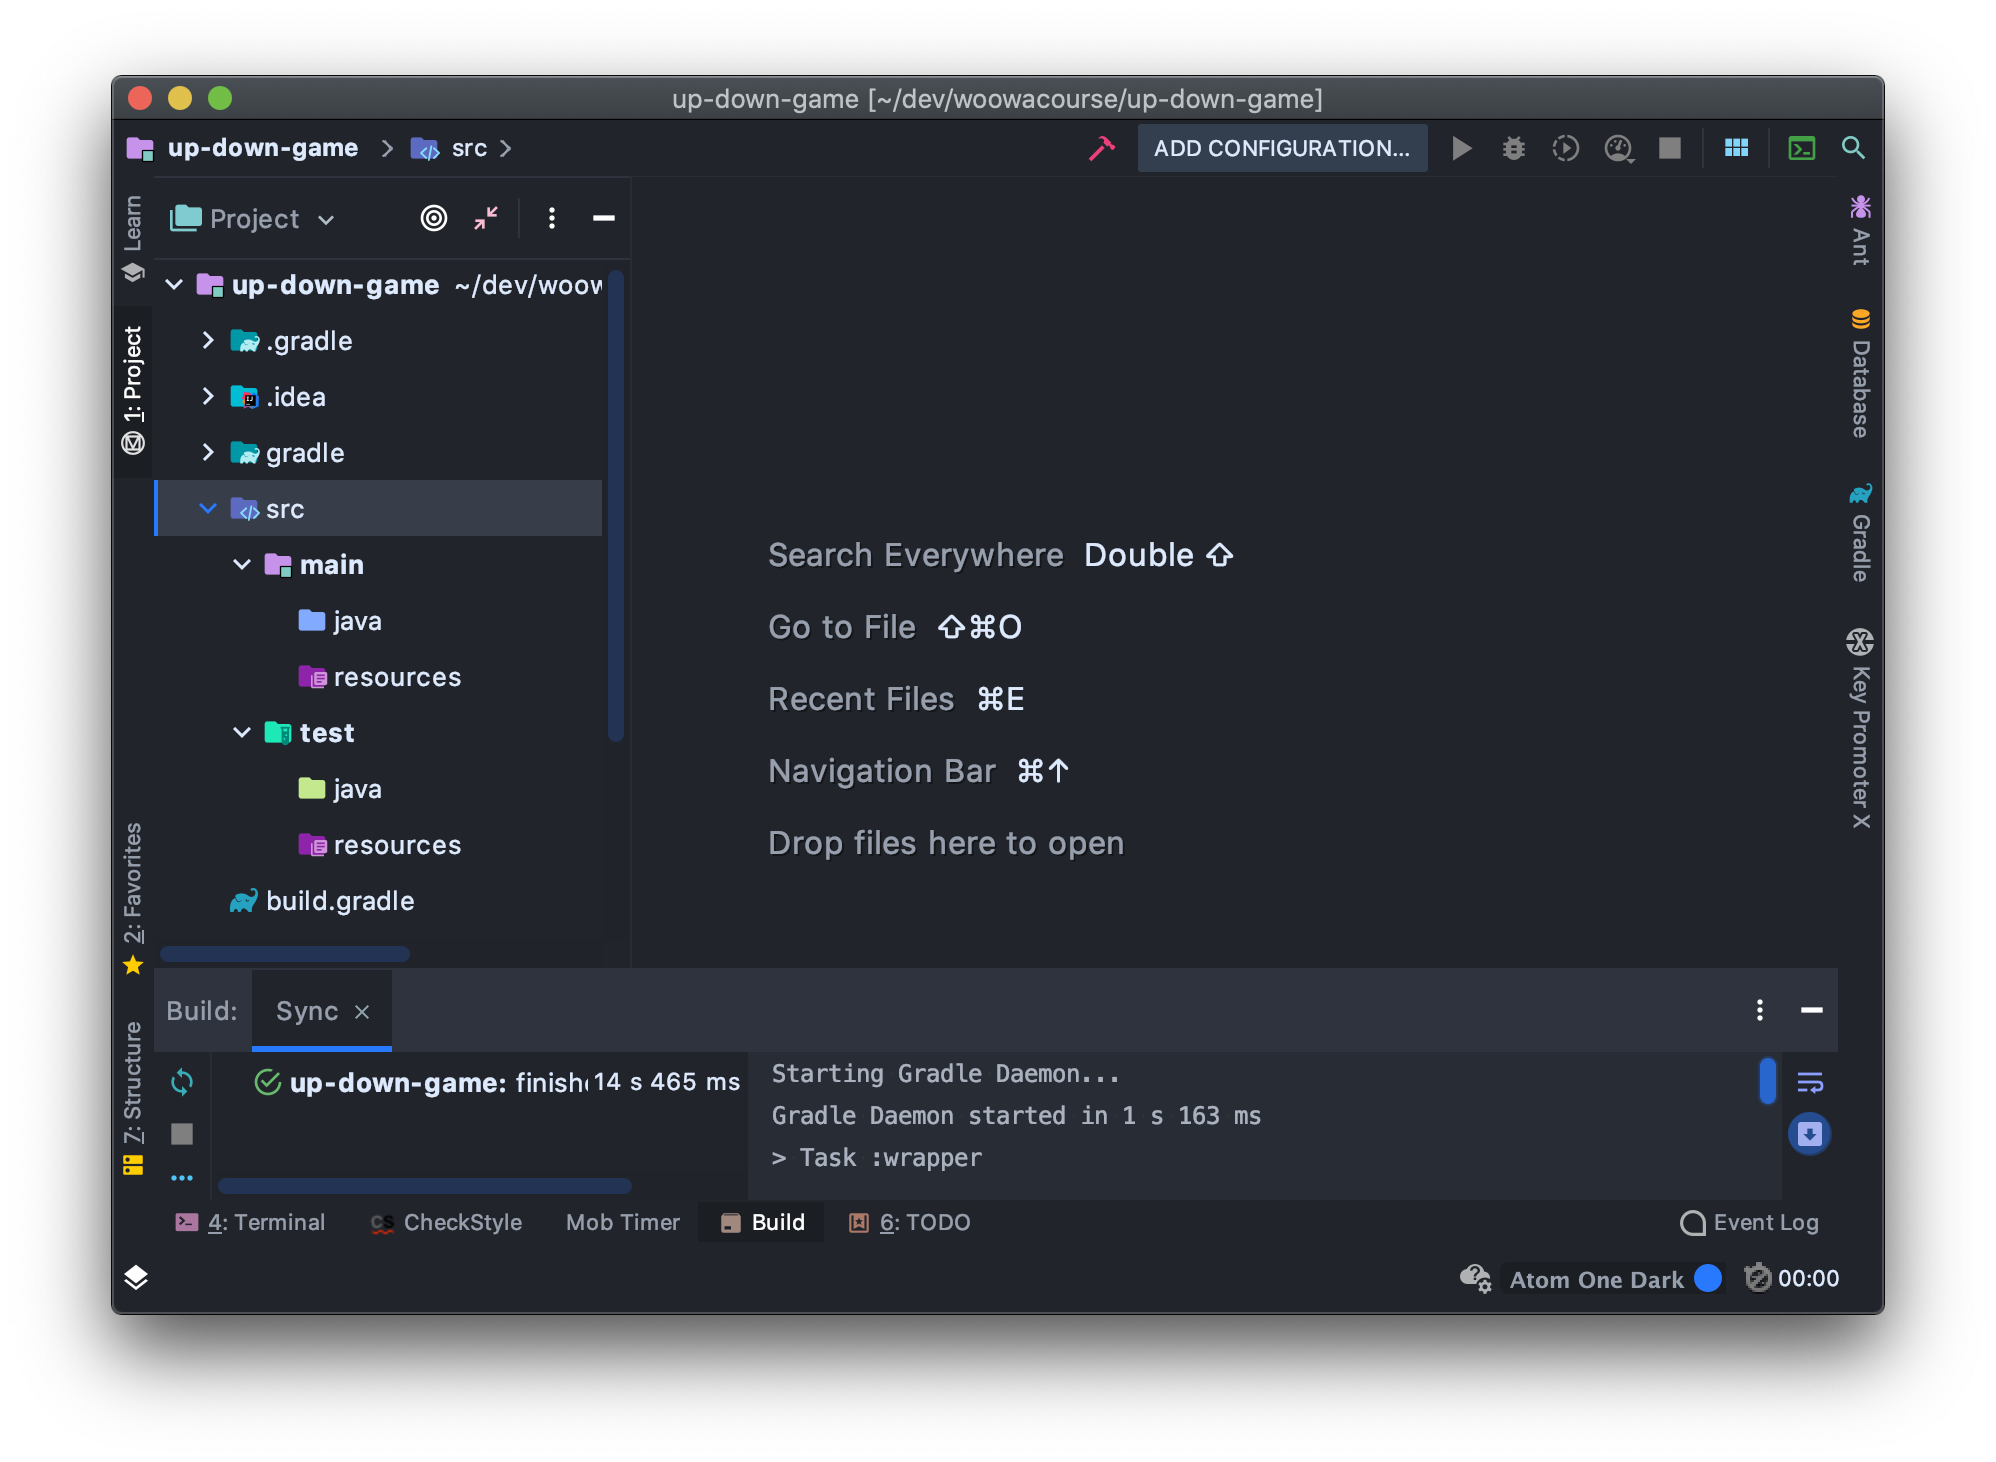 up-down-game [~/dev/woowacourse/up-down-game]
up-down-game src
ADD CONFIGURATION...
Learn
1: Project
2: Favorites
7: Structure
Project
up-down-game ~/dev/woow
.gradle
.idea
gradle
src
main
java
resources
test
java
resources
build.gradle
Search Everywhere Double ⇧
Go to File ⇧⌘O
Recent Files ⌘E
Navigation Bar ⌘↑
Drop files here to open
Ant
Database
Gradle
Key Promoter X
Build: Sync ×
up-down-game: finish 14 s 465 ms
Starting Gradle Daemon...
Gradle Daemon started in 1 s 163 ms
> Task :wrapper
4: Terminal CS CheckStyle Mob Timer Build 6: TODO Event Log
Atom One Dark 00:00